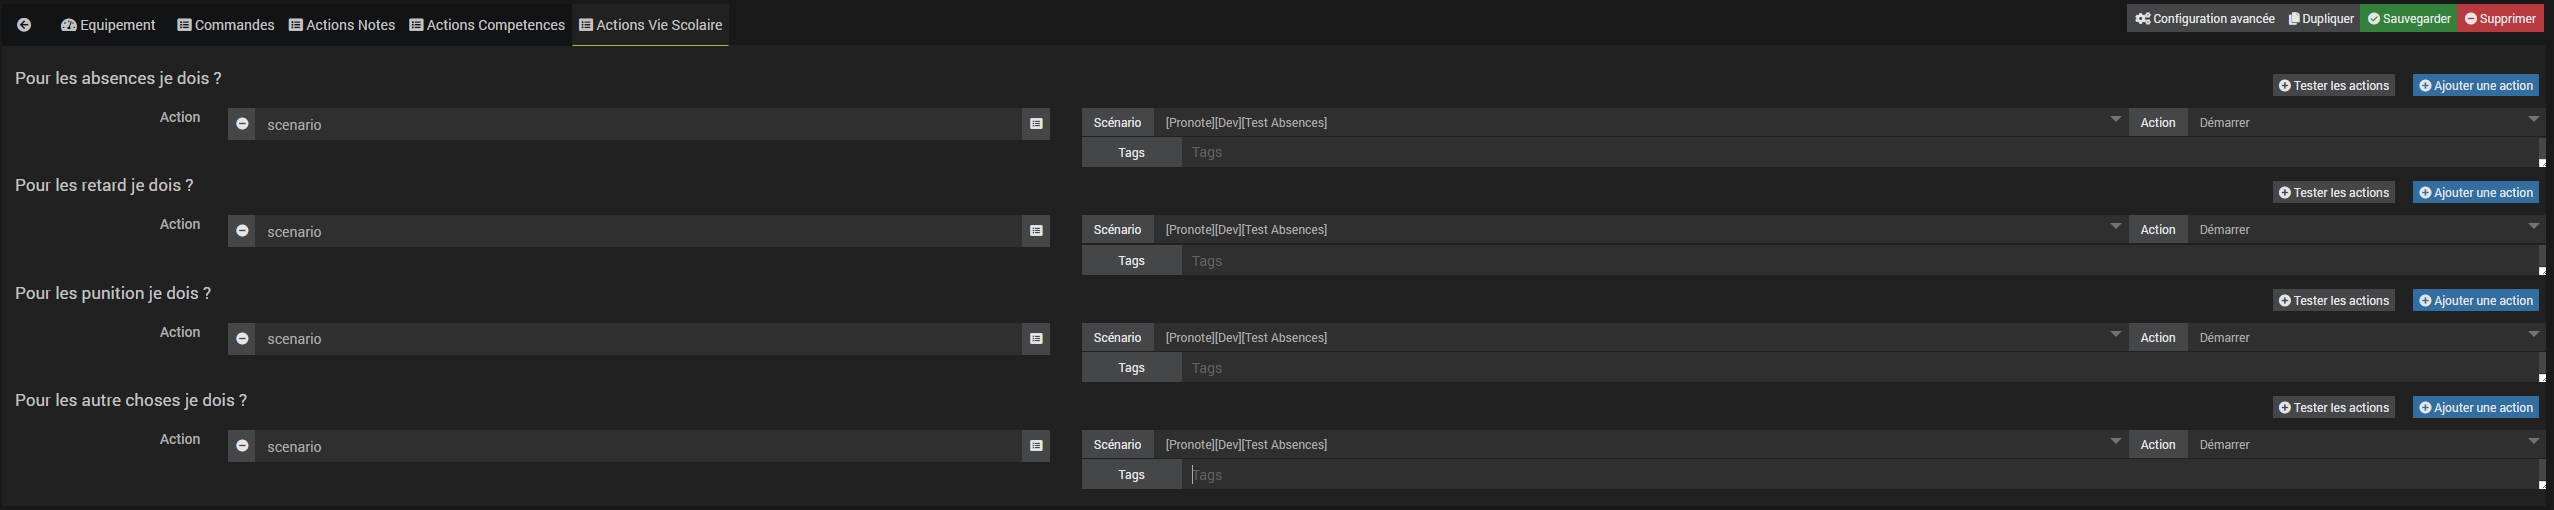 Equipement Commandes Actions Notes Actions Competences Actions Vie Scolaire Configuration avancée Dupliquer Sauvegarder Supprimer
Pour les absences je dois ?
Tester les actions Ajouter une action
Action scenario Scénario [Pronote][Dev][Test Absences] Action Démarrer
Tags Tags
Pour les retard je dois ?
Tester les actions Ajouter une action
Action scenario Scénario [Pronote][Dev][Test Absences] Action Démarrer
Tags Tags
Pour les punition je dois ?
Tester les actions Ajouter une action
Action scenario Scénario [Pronote][Dev][Test Absences] Action Démarrer
Tags Tags
Pour les autre choses je dois ?
Tester les actions Ajouter une action
Action scenario Scénario [Pronote][Dev][Test Absences] Action Démarrer
Tags Tags